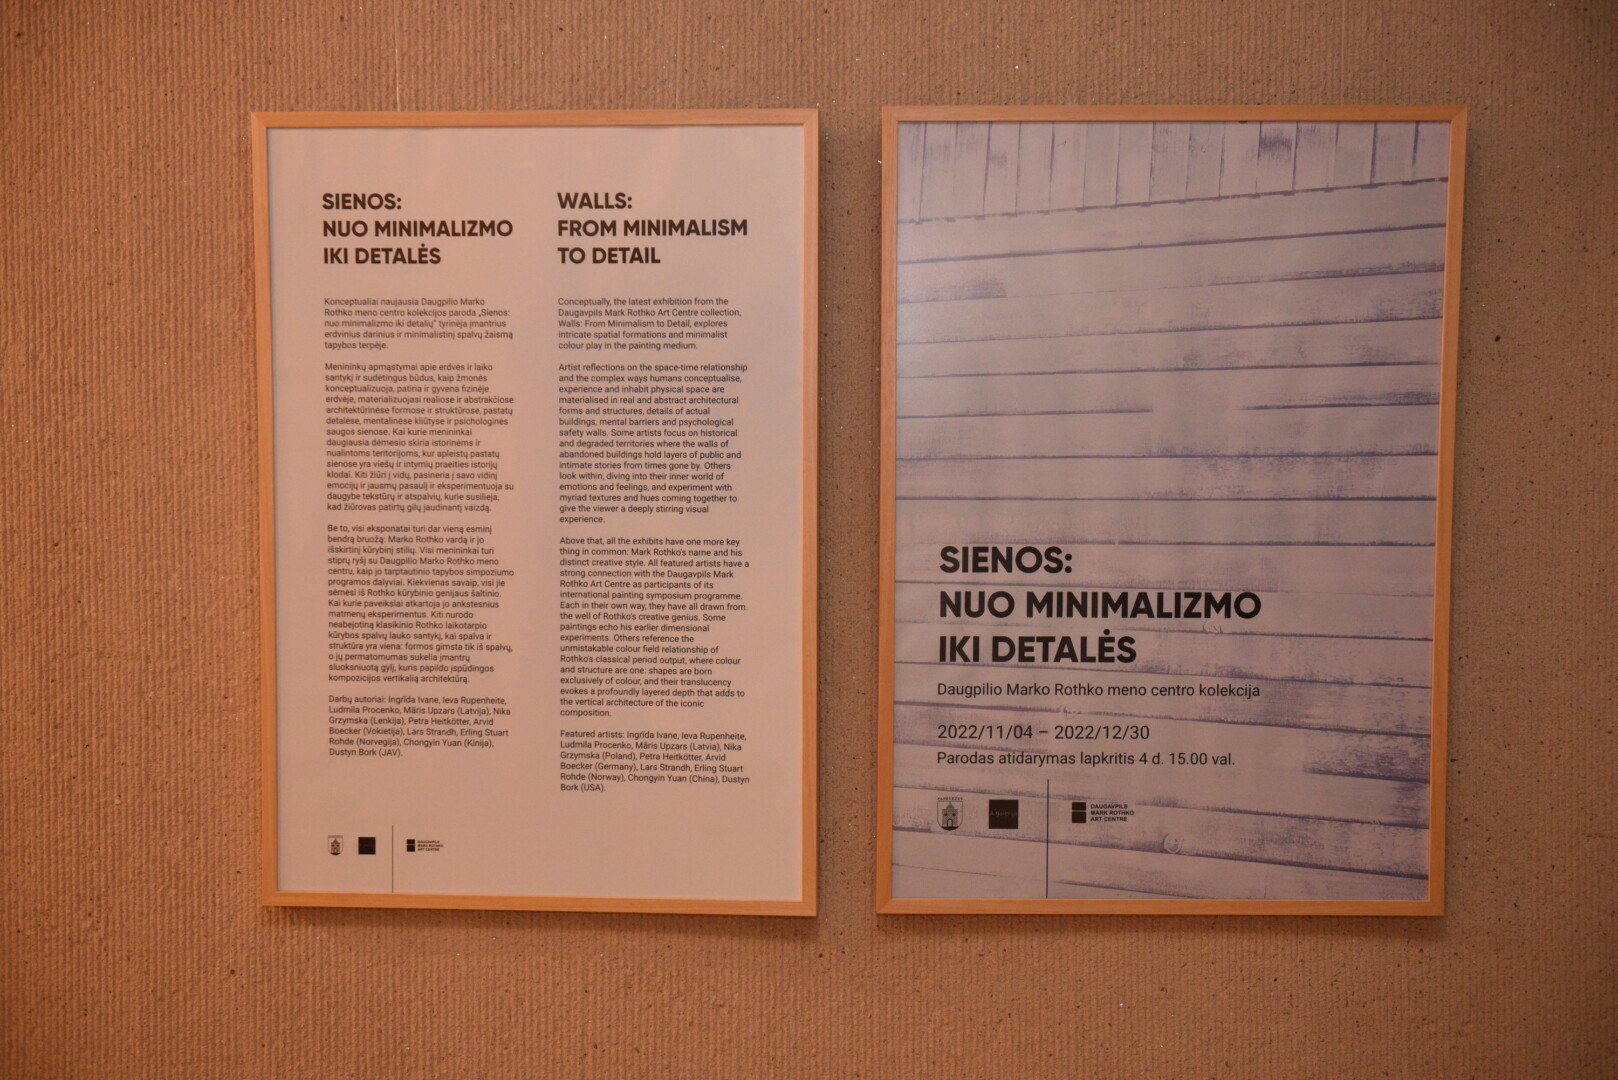 SIENOS:
NUO MINIMALIZMO
IKI DETALĖS
Konceptualiai naujausia Daugpilio Marko
Rothko meno centro kolekcijos paroda „Sienos:
nuo minimalizmo iki detalių“ tyrinėja įmantrius
erdvinius darinius ir minimalistinį spalvų žaismą
tapybos terpėje.
Menininkų apmąstymai apie erdvės ir laiko
santykį ir sudėtingus būdus, kaip žmonės
konceptualizuoja, patiria ir gyvena fizinėje
erdvėje, materializuojasi realiose ir abstrakčiose
architektūrinėse formose ir struktūrose, pastatų
detalėse, mentalinėse kliūtyse ir psichologinės
saugos sienose. Kai kurie menininkai
daugiausia dėmesio skiria istorinėms ir
nualintoms teritorijoms, kur apleistų pastatų
sienose yra viešų ir intymių praeities istorijų
klodai. Kiti žiūri į vidų, pasineria į savo vidinį
emocijų ir jausmų pasaulį ir eksperimentuoja su
daugybe tekstūrų ir atspalvių, kurie susilieja,
kad žiūrovas patirtų gilų jaudinantį vaizdą.
Be to, visi eksponatai turi dar vieną esminį
bendrą bruožą: Marko Rothko vardą ir jo
išskirtinį kūrybinį stilių. Visi menininkai turi
stiprų ryšį su Daugpilio Marko Rothko meno
centru, kaip jo tarptautinio tapybos simpoziumo
programos dalyviai. Kiekvienas savaip, visi jie
sėmėsi iš Rothko kūrybinio genijaus šaltinio.
Kai kurie paveikslai atkartoja jo ankstesnius
matmenų eksperimentus. Kiti nurodo
neabejotiną klasikinio Rothko laikotarpio
kūrybos spalvų lauko santykį, kai spalva ir
struktūra yra viena: formos gimsta tik iš spalvų,
o jų permatomumas sukelia įmantrų
sluoksniuotą gylį, kuris papildo įspūdingos
kompozicijos vertikalią architektūrą.
Darbų autoriai: Ingrīda Ivane, Ieva Rupenheite,
Ludmila Procenko, Māris Upzars (Latvija), Nika
Grzymska (Lenkija), Petra Heitkötter, Arvid
Boecker (Vokietija), Lars Strandh, Erling Stuart
Rohde (Norvegija), Chongyin Yuan (Kinija),
Dustyn Bork (JAV).
DAUGAVPILS
MARK ROTHKO
ART CENTRE
WALLS:
FROM MINIMALISM
TO DETAIL
Conceptually, the latest exhibition from the
Daugavpils Mark Rothko Art Centre collection,
Walls: From Minimalism to Detail, explores
intricate spatial formations and minimalist
colour play in the painting medium.
Artist reflections on the space-time relationship
and the complex ways humans conceptualise,
experience and inhabit physical space are
materialised in real and abstract architectural
forms and structures, details of actual
buildings, mental barriers and psychological
safety walls. Some artists focus on historical
and degraded territories where the walls of
abandoned buildings hold layers of public and
intimate stories from times gone by. Others
look within, diving into their inner world of
emotions and feelings, and experiment with
myriad textures and hues coming together to
give the viewer a deeply stirring visual
experience.
Above that, all the exhibits have one more key
thing in common: Mark Rothko's name and his
distinct creative style. All featured artists have a
strong connection with the Daugavpils Mark
Rothko Art Centre as participants of its
international painting symposium programme.
Each in their own way, they have all drawn from
the well of Rothko's creative genius. Some
paintings echo his earlier dimensional
experiments. Others reference the
unmistakable colour field relationship of
Rothko's classical period output, where colour
and structure are one: shapes are born
exclusively of colour, and their translucency
evokes a profoundly layered depth that adds to
the vertical architecture of the iconic
composition.
Featured artists: Ingrīda Ivane, Ieva Rupenheite,
Ludmila Procenko, Māris Upzars (Latvia), Nika
Grzymska (Poland), Petra Heitkötter, Arvid
Boecker (Germany), Lars Strandh, Erling Stuart
Rohde (Norway), Chongyin Yuan (China), Dustyn
Bork (USA).
SIENOS:
NUO MINIMALIZMO
IKI DETALĖS
Daugpilio Marko Rothko meno centro kolekcija
2022/11/04 – 2022/12/30
Parodas atidarymas lapkritis 4 d. 15.00 val.
DAUGAVPILS
MARK ROTHKO
ART CENTRE